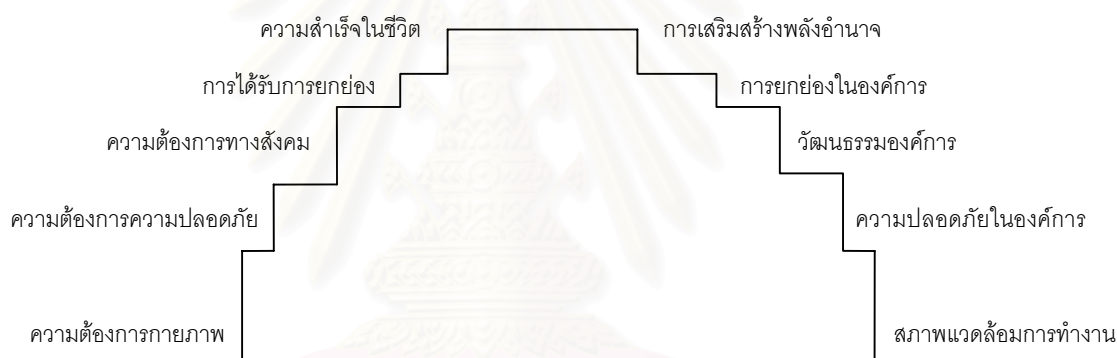 ความสำเร็จในชีวิต การเสริมสร้างพลังอำนาจ
การได้รับการยกย่อง การยกย่องในองค์การ
ความต้องการทางสังคม วัฒนธรรมองค์การ
ความต้องการความปลอดภัย ความปลอดภัยในองค์การ
ความต้องการกายภาพ สภาพแวดล้อมการทำงาน